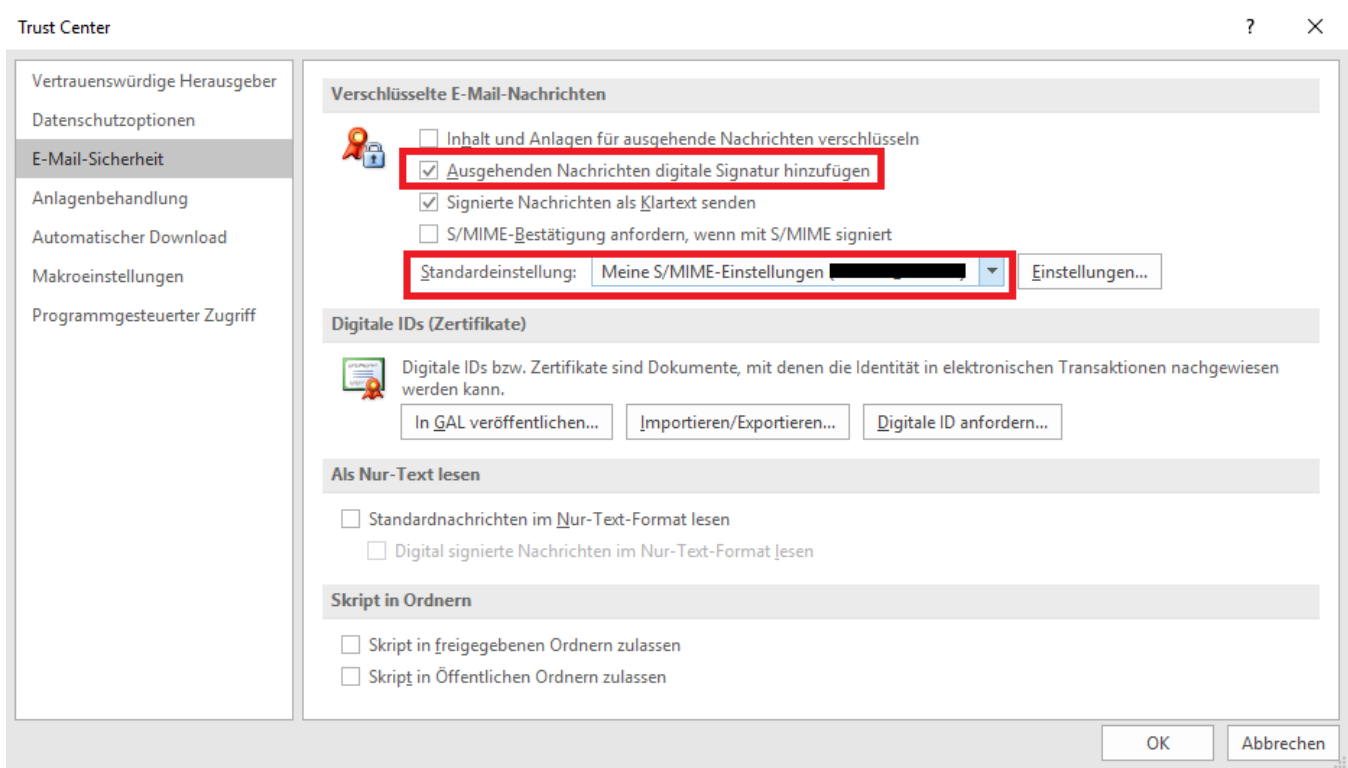 Trust Center
?
Vertrauenswürdige Herausgeber
Datenschutzoptionen
E-Mail-Sicherheit
Anlagenbehandlung
Automatischer Download
Makroeinstellungen
Programmgesteuerter Zugriff
Verschlüsselte E-Mail-Nachrichten
Inhalt und Anlagen für ausgehende Nachrichten verschlüsseln
Ausgehenden Nachrichten digitale Signatur hinzufügen
Signierte Nachrichten als Klartext senden
S/MIME-Bestätigung anfordern, wenn mit S/MIME signiert
Standardeinstellung: Meine S/MIME-Einstellungen ( ) Einstellungen...
Digitale IDs (Zertifikate)
Digitale IDs bzw. Zertifikate sind Dokumente, mit denen die Identität in elektronischen Transaktionen nachgewiesen
werden kann.
In GAL veröffentlichen... Importieren/Exportieren... Digitale ID anfordern...
Als Nur-Text lesen
Standardnachrichten im Nur-Text-Format lesen
Digital signierte Nachrichten im Nur-Text-Format lesen
Skript in Ordnern
Skript in freigegebenen Ordnern zulassen
Skript in Öffentlichen Ordnern zulassen
OK Abbrechen